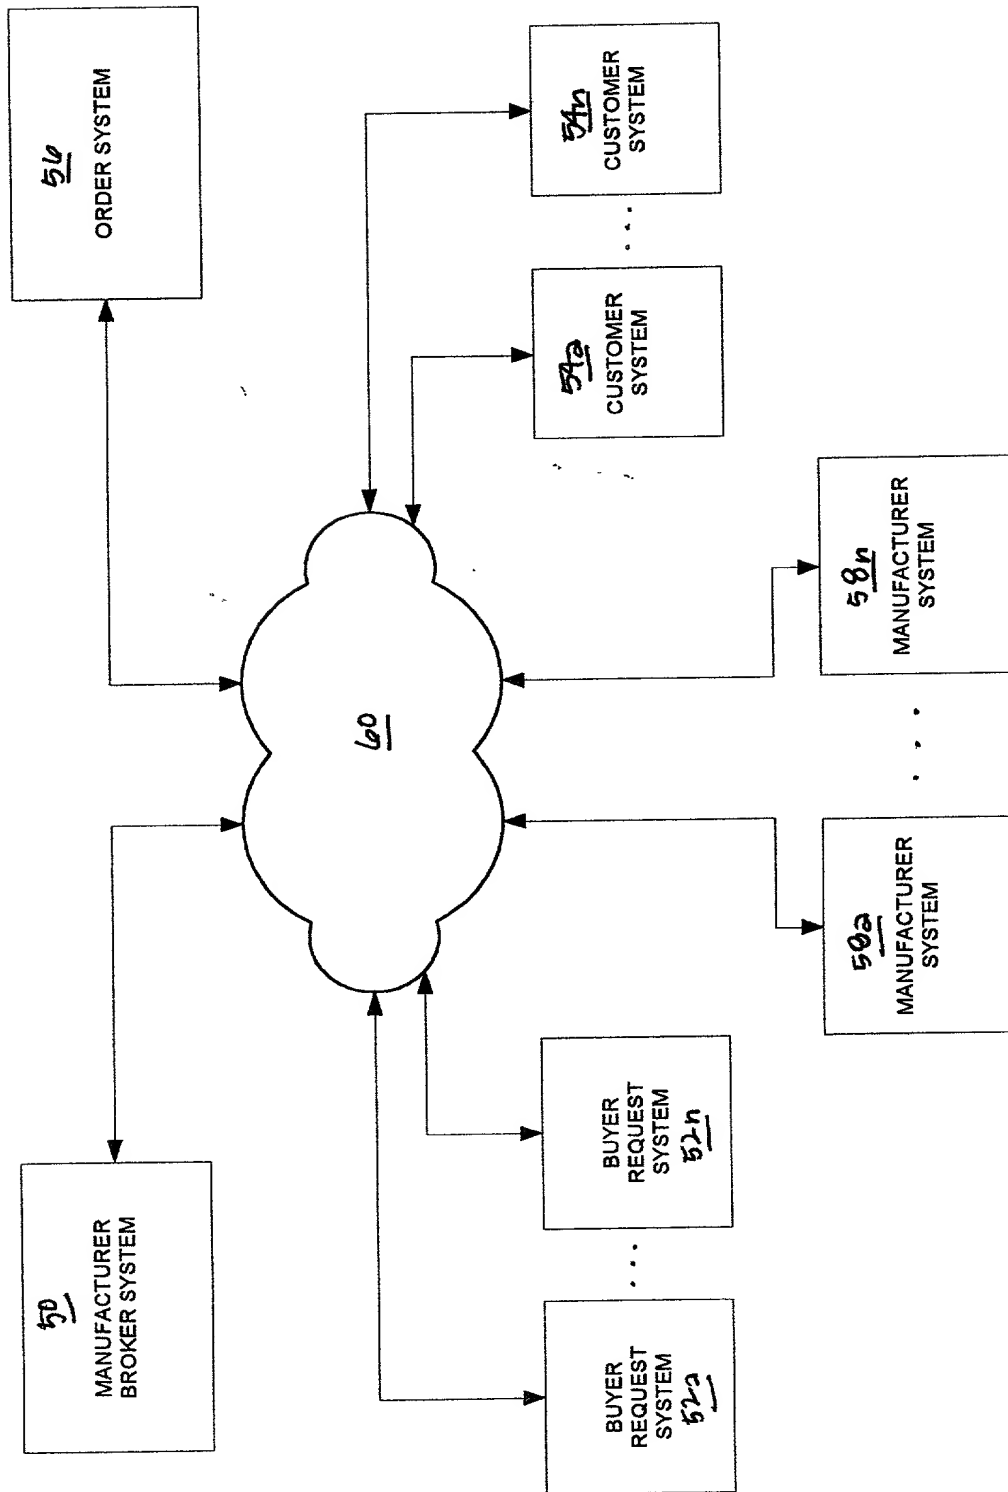 50
MANUFACTURER
BROKER SYSTEM
56
ORDER SYSTEM
60
BUYER
REQUEST
SYSTEM
52a
. . .
BUYER
REQUEST
SYSTEM
52n
54a
CUSTOMER
SYSTEM
. . .
54n
CUSTOMER
SYSTEM
58a
MANUFACTURER
SYSTEM
. . .
58n
MANUFACTURER
SYSTEM